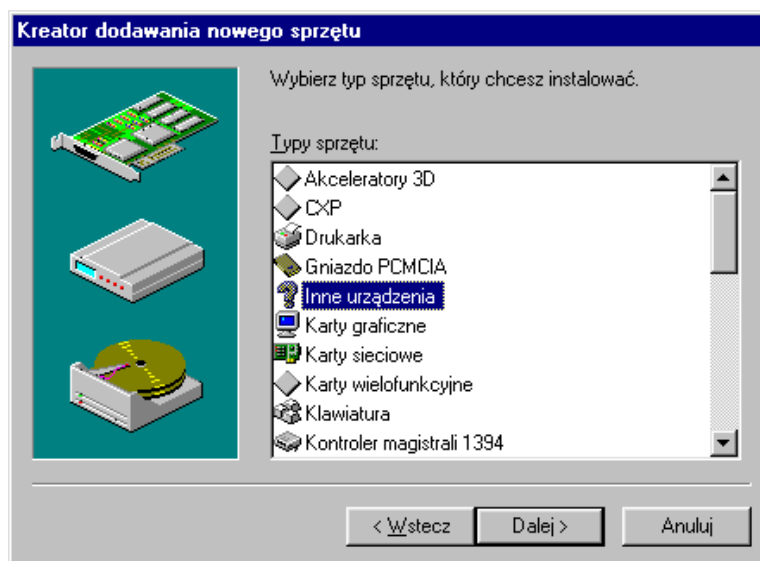 Kreator dodawania nowego sprzętu
Wybierz typ sprzętu, który chcesz instalować.
Typy sprzętu:
Akceleratory 3D
CXP
Drukarka
Gniazdo PCMCIA
Inne urządzenia
Karty graficzne
Karty sieciowe
Karty wielofunkcyjne
Klawiatura
Kontroler magistrali 1394
< Wstecz
Dalej >
Anuluj